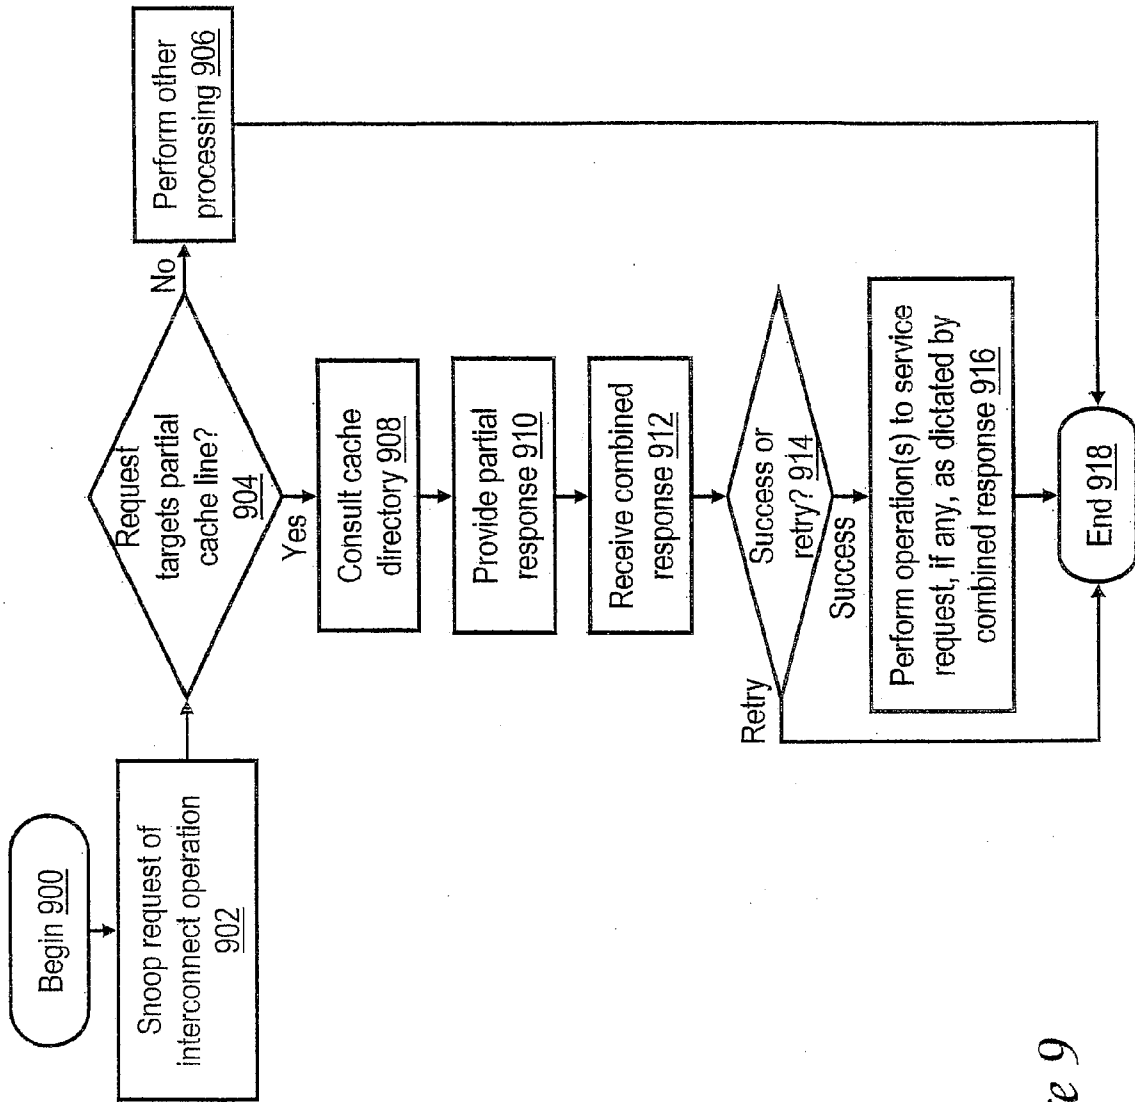 Begin 900
Snoop request of
interconnect operation
902
Request
targets partial
cache line?
904
No
Perform other
processing 906
Yes
Consult cache
directory 908
Provide partial
response 910
Receive combined
response 912
Success or
retry? 914
Retry
Success
Perform operation(s) to service
request, if any, as dictated by
combined response 916
End 918
9